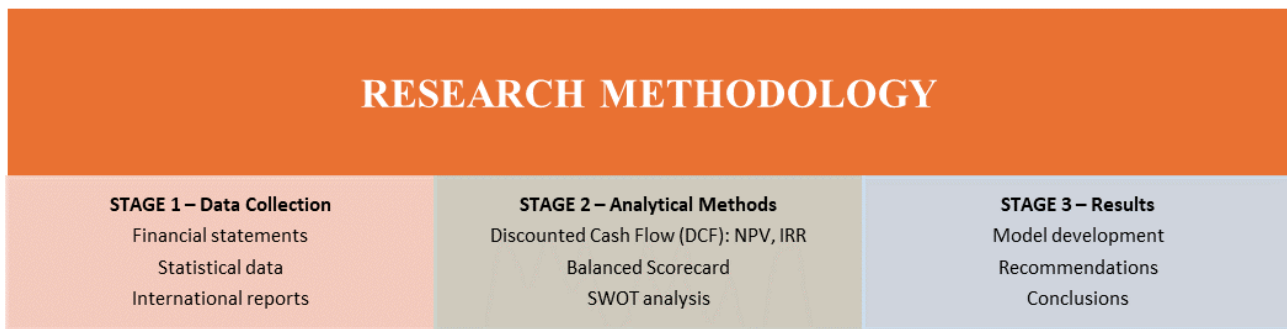 RESEARCH METHODOLOGY
STAGE 1 – Data Collection
Financial statements
Statistical data
International reports
STAGE 2 – Analytical Methods
Discounted Cash Flow (DCF): NPV, IRR
Balanced Scorecard
SWOT analysis
STAGE 3 – Results
Model development
Recommendations
Conclusions